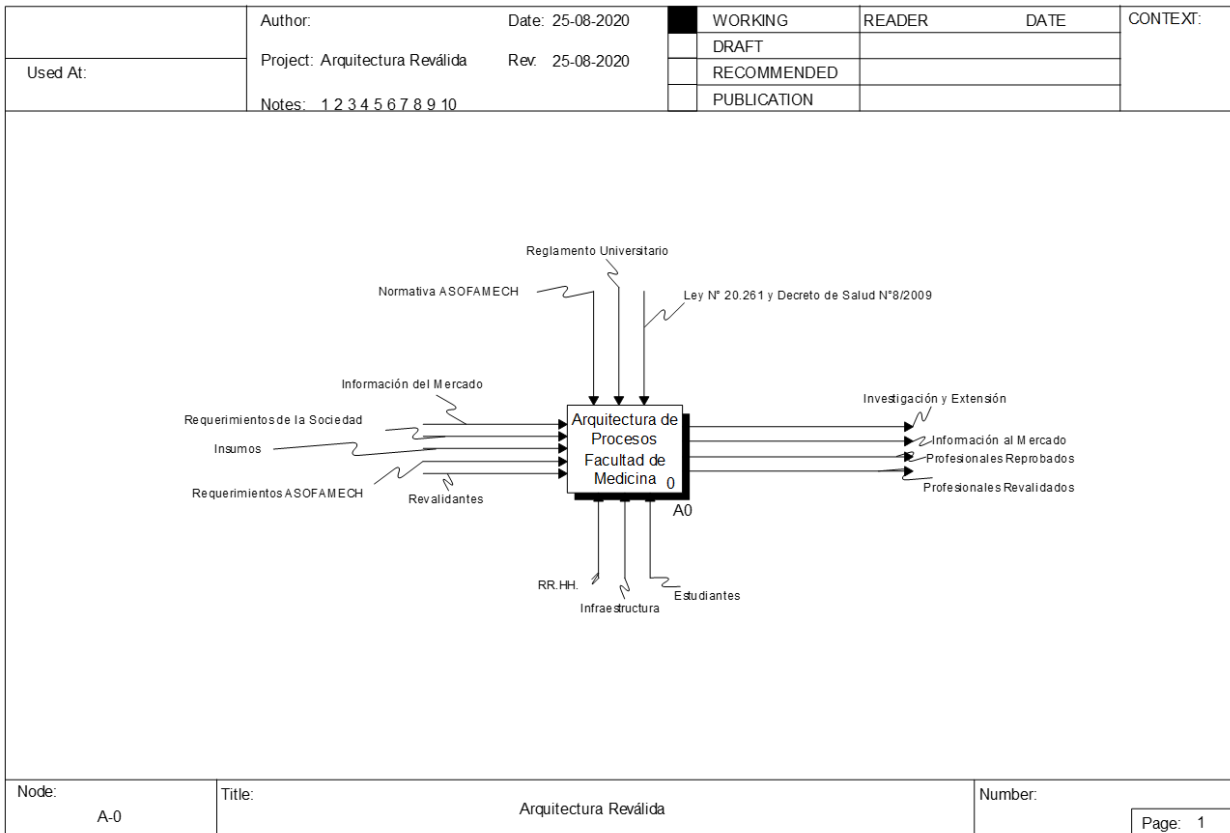 Used At:
Author:
Date: 25-08-2020
Project: Arquitectura Reválida
Rev: 25-08-2020
Notes: 1 2 3 4 5 6 7 8 9 10
WORKING
DRAFT
RECOMMENDED
PUBLICATION
READER
DATE
CONTEXT:
Reglamento Universitario
Normativa ASOFAMECH
Ley N° 20.261 y Decreto de Salud N°8/2009
Información del Mercado
Requerimientos de la Sociedad
Insumos
Requerimientos ASOFAMECH
Revalidantes
Arquitectura de
Procesos
Facultad de
Medicina
0
A0
Investigación y Extensión
Información al Mercado
Profesionales Reprobados
Profesionales Revalidados
RR.HH.
Infraestructura
Estudiantes
Node:
A-0
Title:
Arquitectura Reválida
Number:
Page: 1